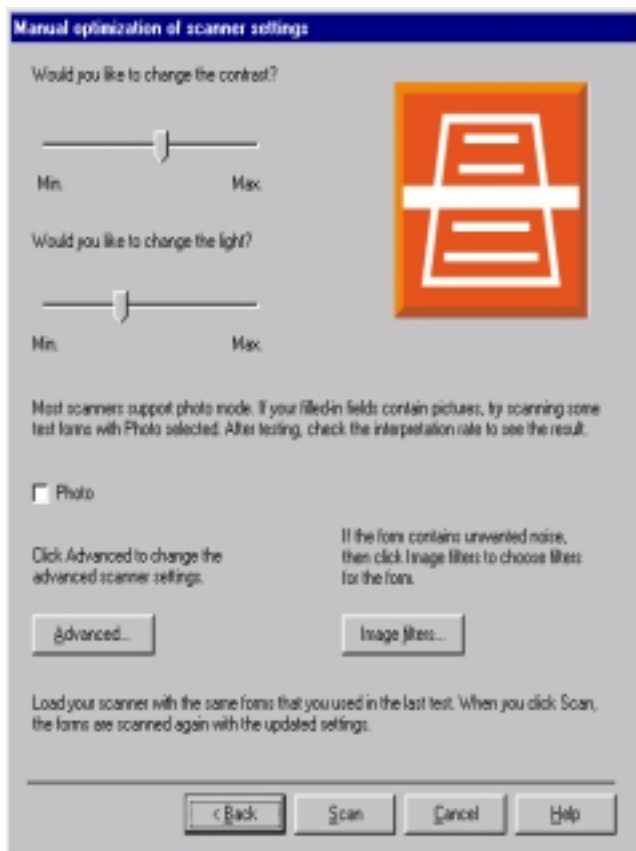 Manual optimization of scanner settings
Would you like to change the contrast?
Min. Max.
Would you like to change the light?
Min. Max.
Most scanners support photo mode. If your filled-in fields contain pictures, try scanning some
test forms with Photo selected. After testing, check the interpretation rate to see the result.
Photo
Click Advanced to change the
advanced scanner settings.
If the form contains unwanted noise,
then click Image filters to choose filters
for the form.
Advanced... Image filters...
Load your scanner with the same forms that you used in the last test. When you click Scan,
the forms are scanned again with the updated settings.
< Back Scan Cancel Help